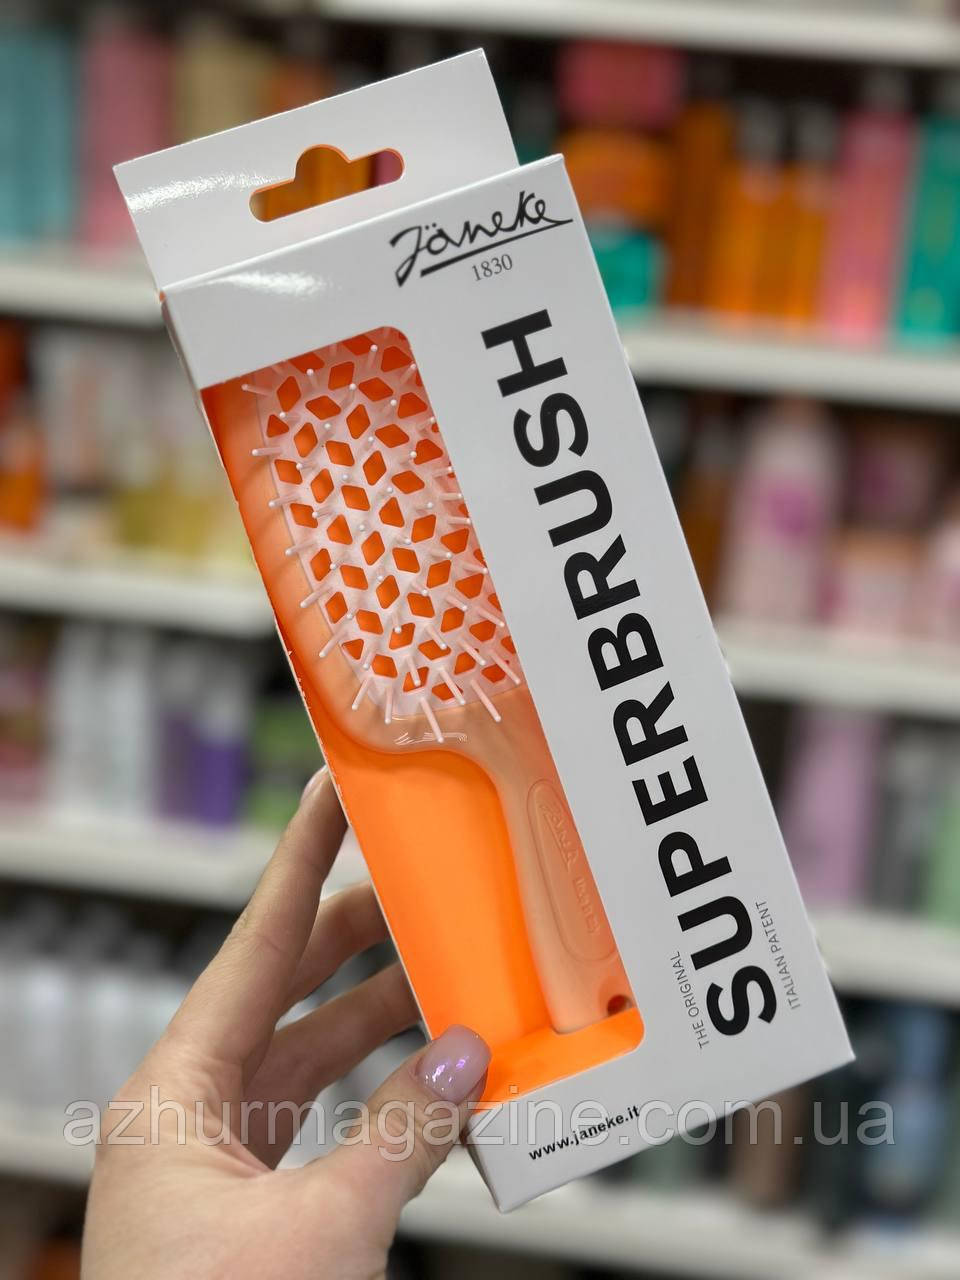 Jäneke
1830
THE ORIGINAL
SUPERBRUSH
ITALIAN PATENT
www.janeke.it
azhurmagazine.com.ua